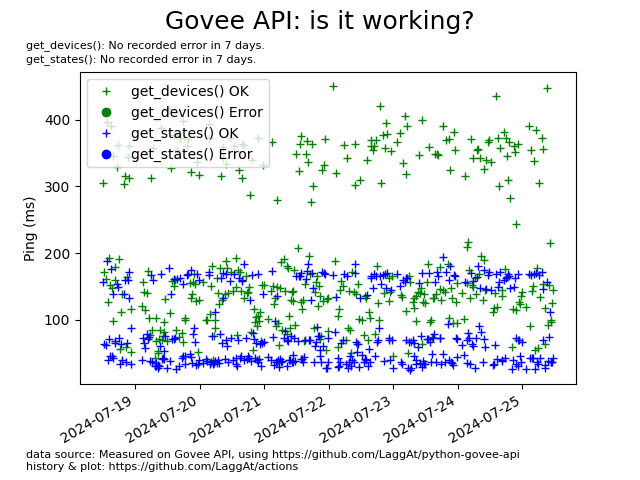 Govee API: is it working?
get_devices(): No recorded error in 7 days.
get_states(): No recorded error in 7 days.
get_devices() OK
get_devices() Error
get_states() OK
get_states() Error
Ping (ms)
400
300
200
100
2024-07-19
2024-07-20
2024-07-21
2024-07-22
2024-07-23
2024-07-24
2024-07-25
data source: Measured on Govee API, using https://github.com/LaggAt/python-govee-api
history & plot: https://github.com/LaggAt/actions